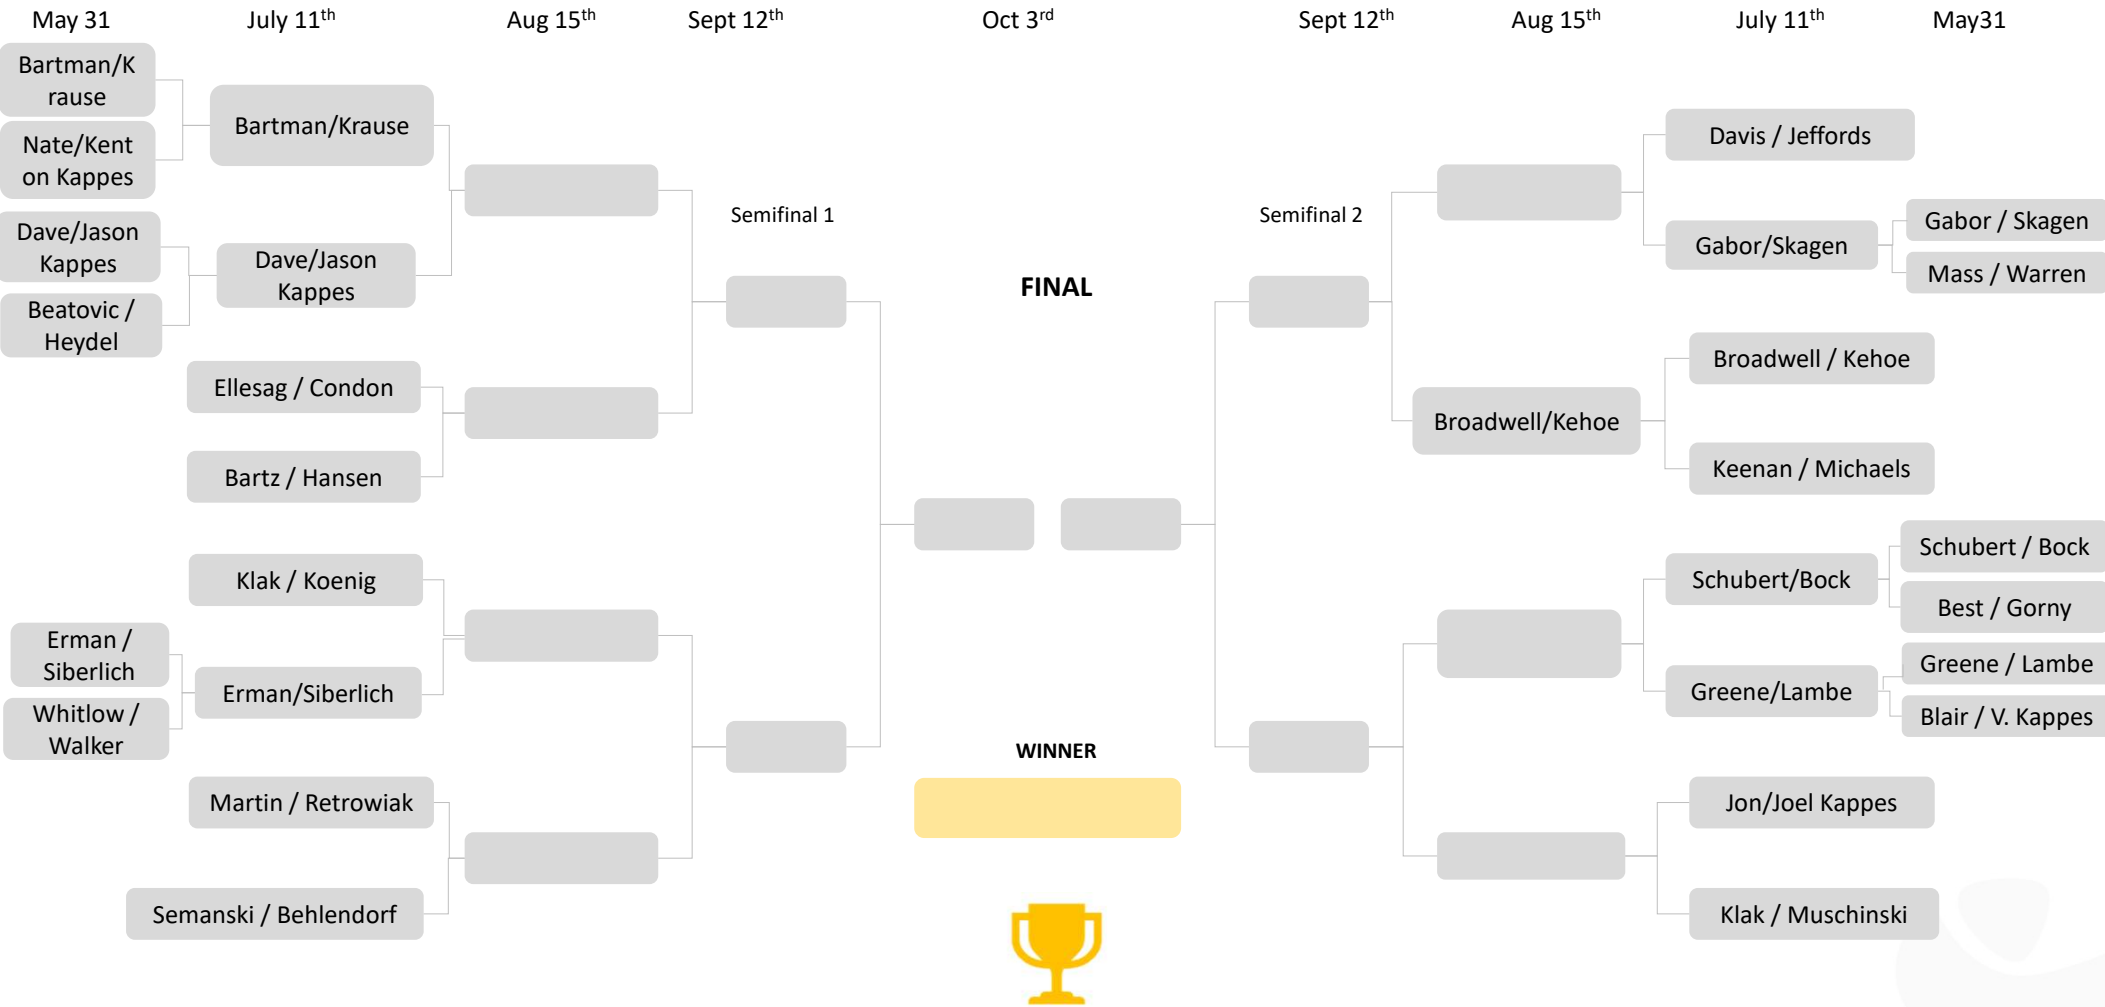 May 31
July 11th
Aug 15th
Sept 12th
Oct 3rd
Sept 12th
Aug 15th
July 11th
May31
Bartman/K
rause
Nate/Kent
on Kappes
Dave/Jason
Kappes
Beatovic /
Heydel
Bartman/Krause
Dave/Jason
Kappes
Ellesag / Condon
Bartz / Hansen
Klak / Koenig
Erman /
Siberlich
Whitlow /
Walker
Erman/Siberlich
Martin / Retrowiak
Semanski / Behlendorf
Semifinal 1
FINAL
WINNER
Semifinal 2
Broadwell/Kehoe
Davis / Jeffords
Gabor/Skagen
Gabor / Skagen
Mass / Warren
Broadwell / Kehoe
Keenan / Michaels
Schubert/Bock
Schubert / Bock
Best / Gorny
Greene/Lambe
Greene / Lambe
Blair / V. Kappes
Jon/Joel Kappes
Klak / Muschinski